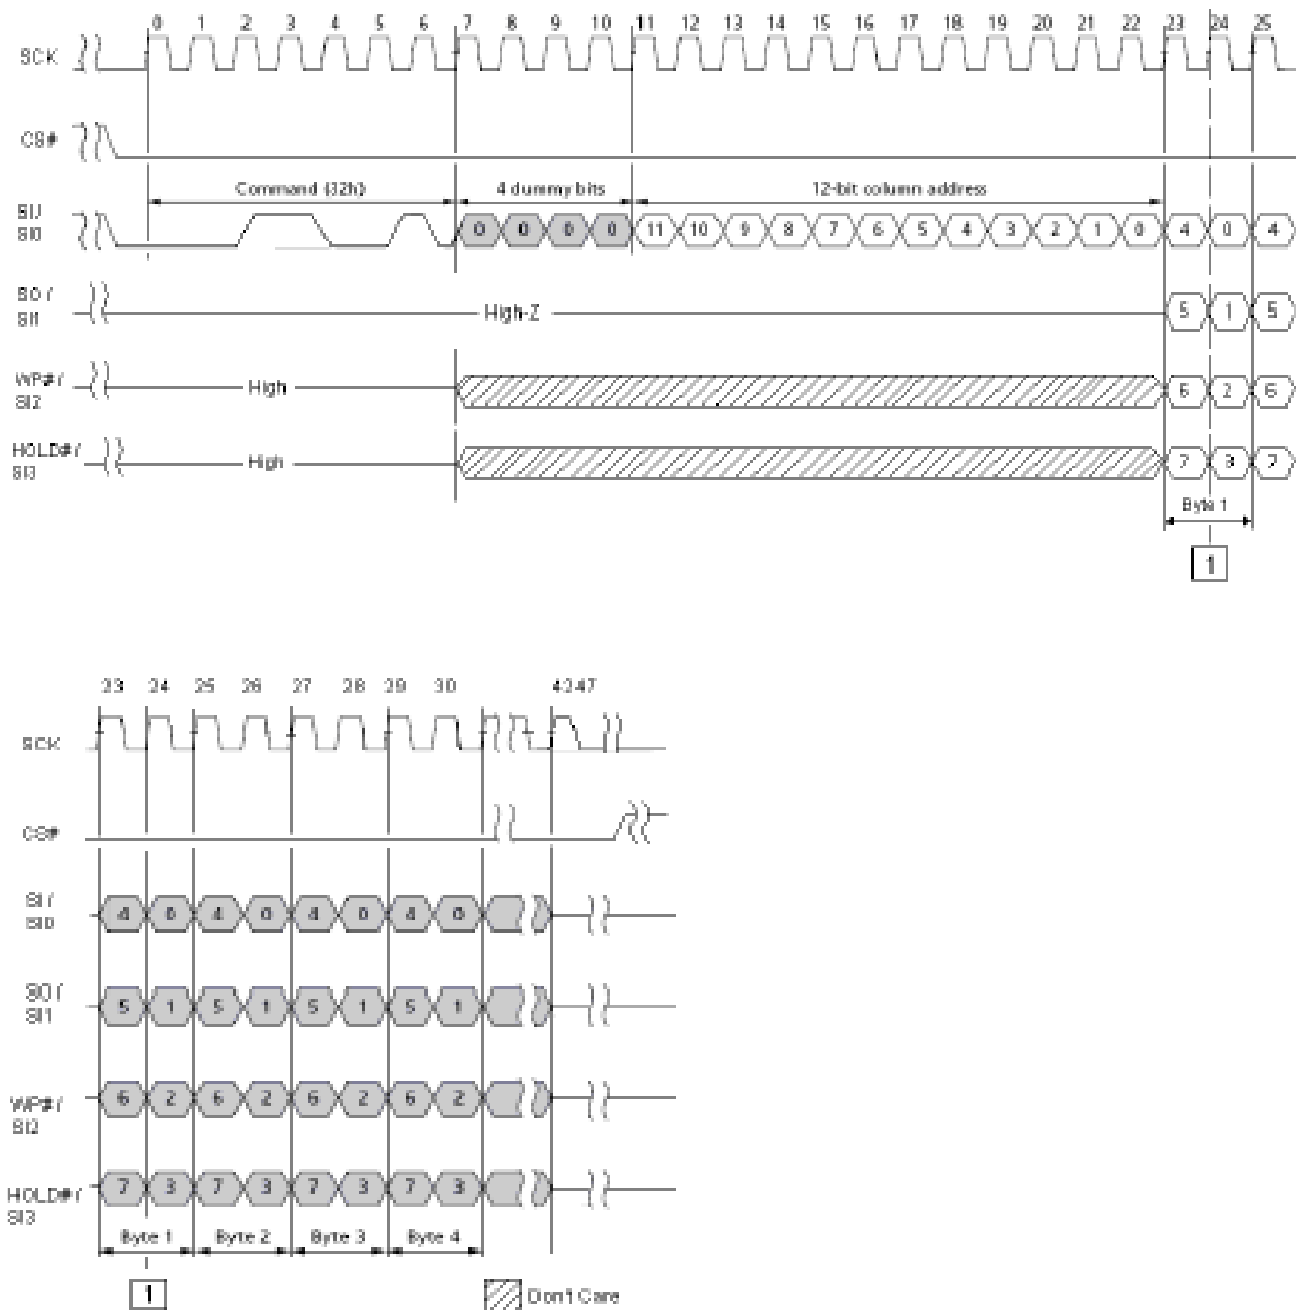 0 1 2 3 4 5 6 7 8 9 10 11 12 13 14 15 16 17 18 19 20 21 22 23 24 25
SCK
CS#
Command (32h) 4 dummy bits 12-bit column address
SI/
SI0
0 0 0 0 11 10 9 8 7 6 5 4 3 2 1 0 4 0 4
SO/
SI1
High-Z 5 1 5
WP#/
SI2
High 6 2 6
HOLD#/
SI3
High 7 3 7
Byte 1
1
23 24 25 26 27 28 29 30 4247
SCK
CS#
SI/
SI0
4 0 4 0 4 0 4 0
SO/
SI1
5 1 5 1 5 1 5 1
WP#/
SI2
6 2 6 2 6 2 6 2
HOLD#/
SI3
7 3 7 3 7 3 7 3
Byte 1 Byte 2 Byte 3 Byte 4
1
Don't Care